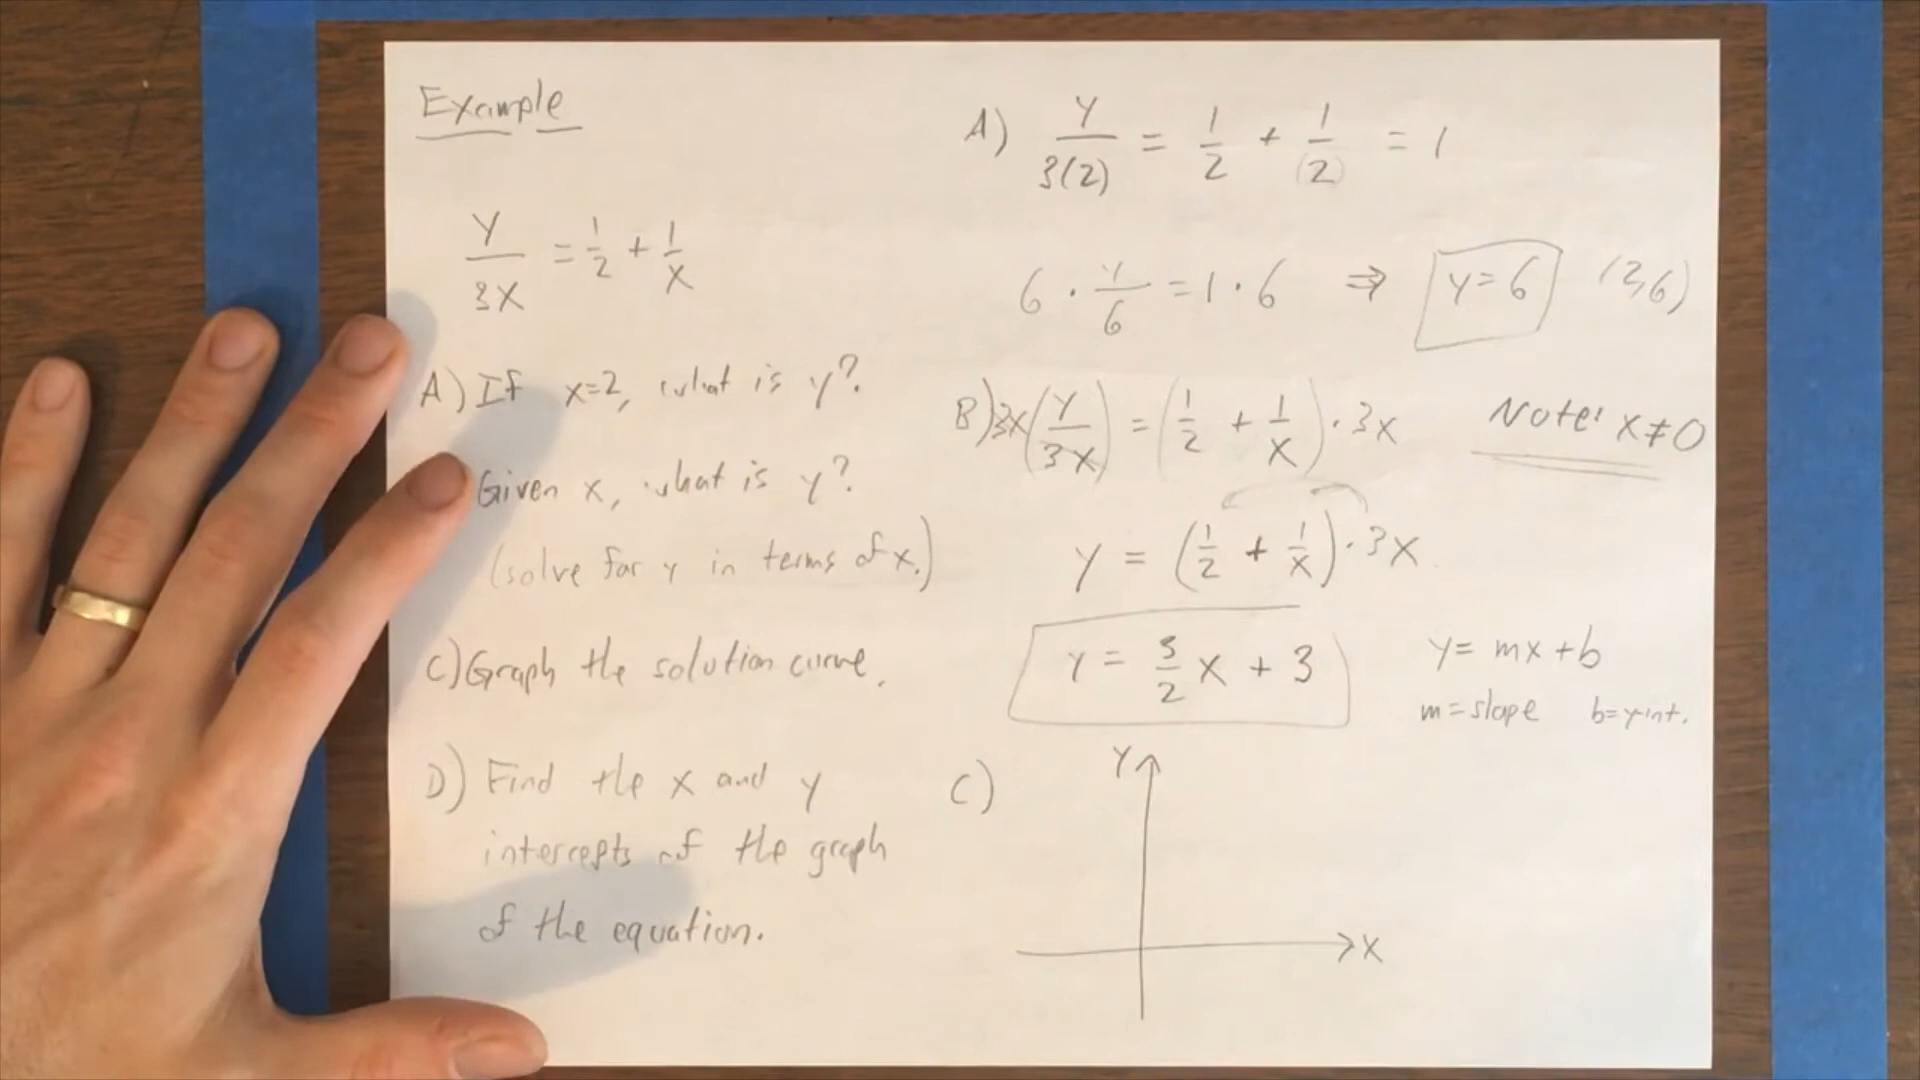 Example
y/3x = 1/2 + 1/x
A) If x=2, what is y?
Given x, what is y?
(solve for y in terms of x.)
C) Graph the solution curve.
D) Find the x and y
intercepts of the graph
of the equation.
A) y/3(2) = 1/2 + 1/(2) = 1
6 · y/6 = 1 · 6 ⇒ y = 6 (2,6)
B) 3x(y/3x) = (1/2 + 1/x) · 3x Note: x ≠ 0
y = (1/2 + 1/x) · 3x
y = 3/2 x + 3 y = mx + b
m = slope b = y-int.
C) y
x